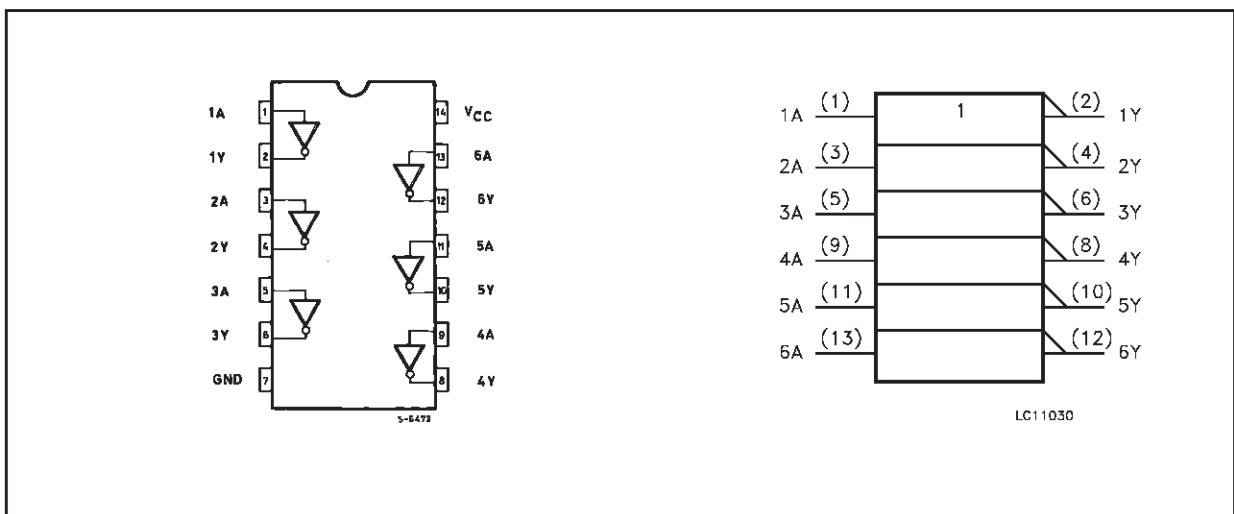 1A 1 14 VCC
1Y 2 13 6A
2A 3 12 6Y
2Y 4 11 5A
3A 5 10 5Y
3Y 6 9 4A
GND 7 8 4Y
S-6473
1A (1) 1 (2) 1Y
2A (3) (4) 2Y
3A (5) (6) 3Y
4A (9) (8) 4Y
5A (11) (10) 5Y
6A (13) (12) 6Y
LC11030